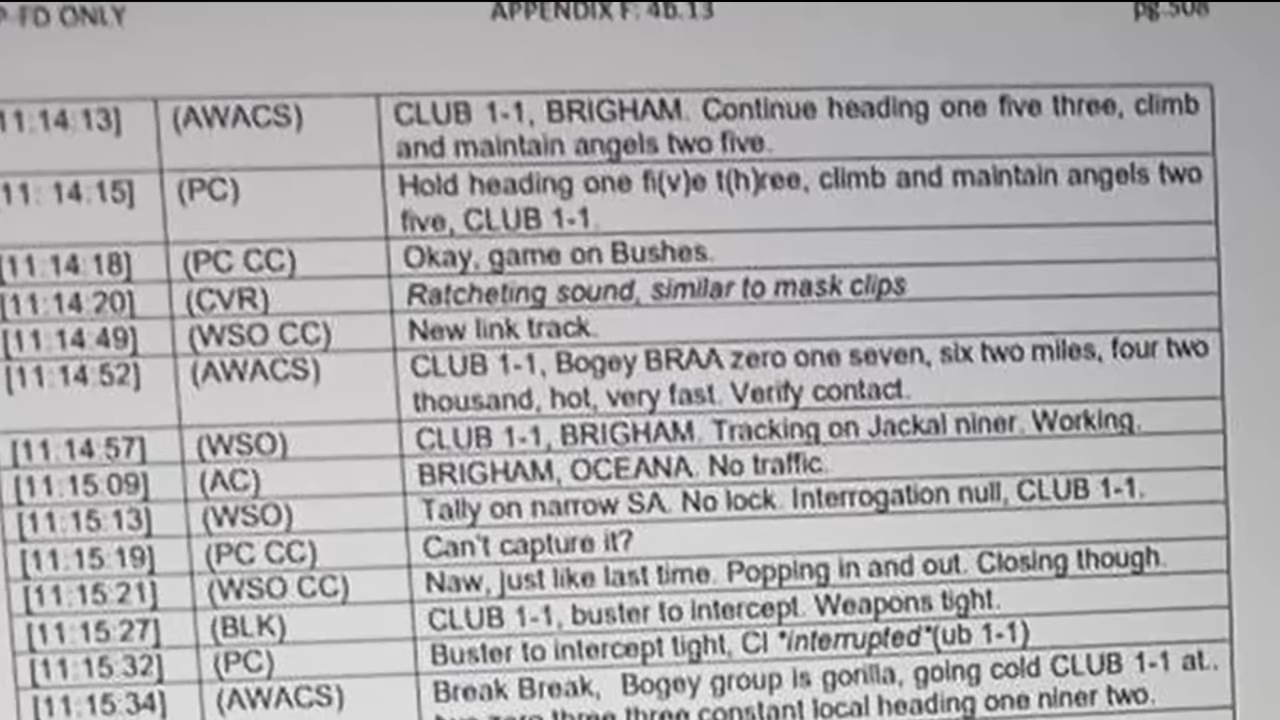 TD ONLY APPENDIX F: 4b.13 pg.508
11:14:13] (AWACS) CLUB 1-1, BRIGHAM. Continue heading one five three, climb
and maintain angels two five.
11: 14:15] (PC) Hold heading one fi(v)e t(h)ree, climb and maintain angels two
five, CLUB 1-1.
[11:14:18] (PC CC) Okay, game on Bushes.
[11:14:20] (CVR) Ratcheting sound, similar to mask clips
[11:14:49] (WSO CC) New link track.
[11:14:52] (AWACS) CLUB 1-1, Bogey BRAA zero one seven, six two miles, four two
thousand, hot, very fast. Verify contact.
[11:14:57] (WSO) CLUB 1-1, BRIGHAM. Tracking on Jackal niner. Working.
[11:15:09] (AC) BRIGHAM, OCEANA. No traffic.
[11:15:13] (WSO) Tally on narrow SA. No lock. Interrogation null, CLUB 1-1.
[11:15:19] (PC CC) Can't capture it?
[11:15:21] (WSO CC) Naw, just like last time. Popping in and out. Closing though.
[11:15:27] (BLK) CLUB 1-1, buster to intercept. Weapons tight.
[11:15:32] (PC) Buster to intercept tight, Cl *interrupted*(ub 1-1)
[11:15:34] (AWACS) Break Break, Bogey group is gorilla, going cold CLUB 1-1 at..
zero three three constant local heading one niner two.